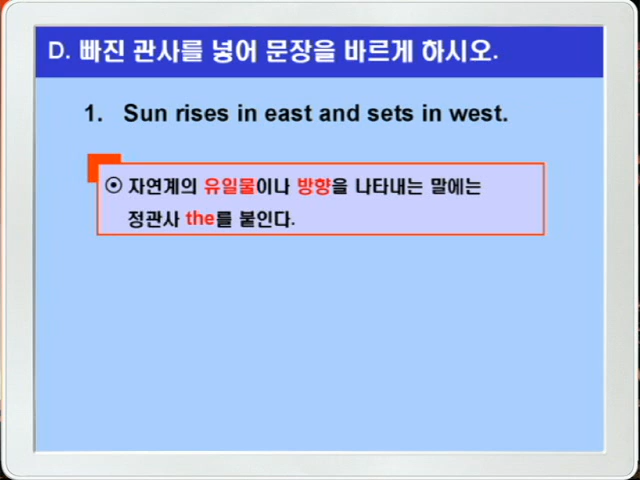 D. 빠진 관사를 넣어 문장을 바르게 하시오.
1. Sun rises in east and sets in west.
⊙ 자연계의 유일물이나 방향을 나타내는 말에는
정관사 the를 붙인다.